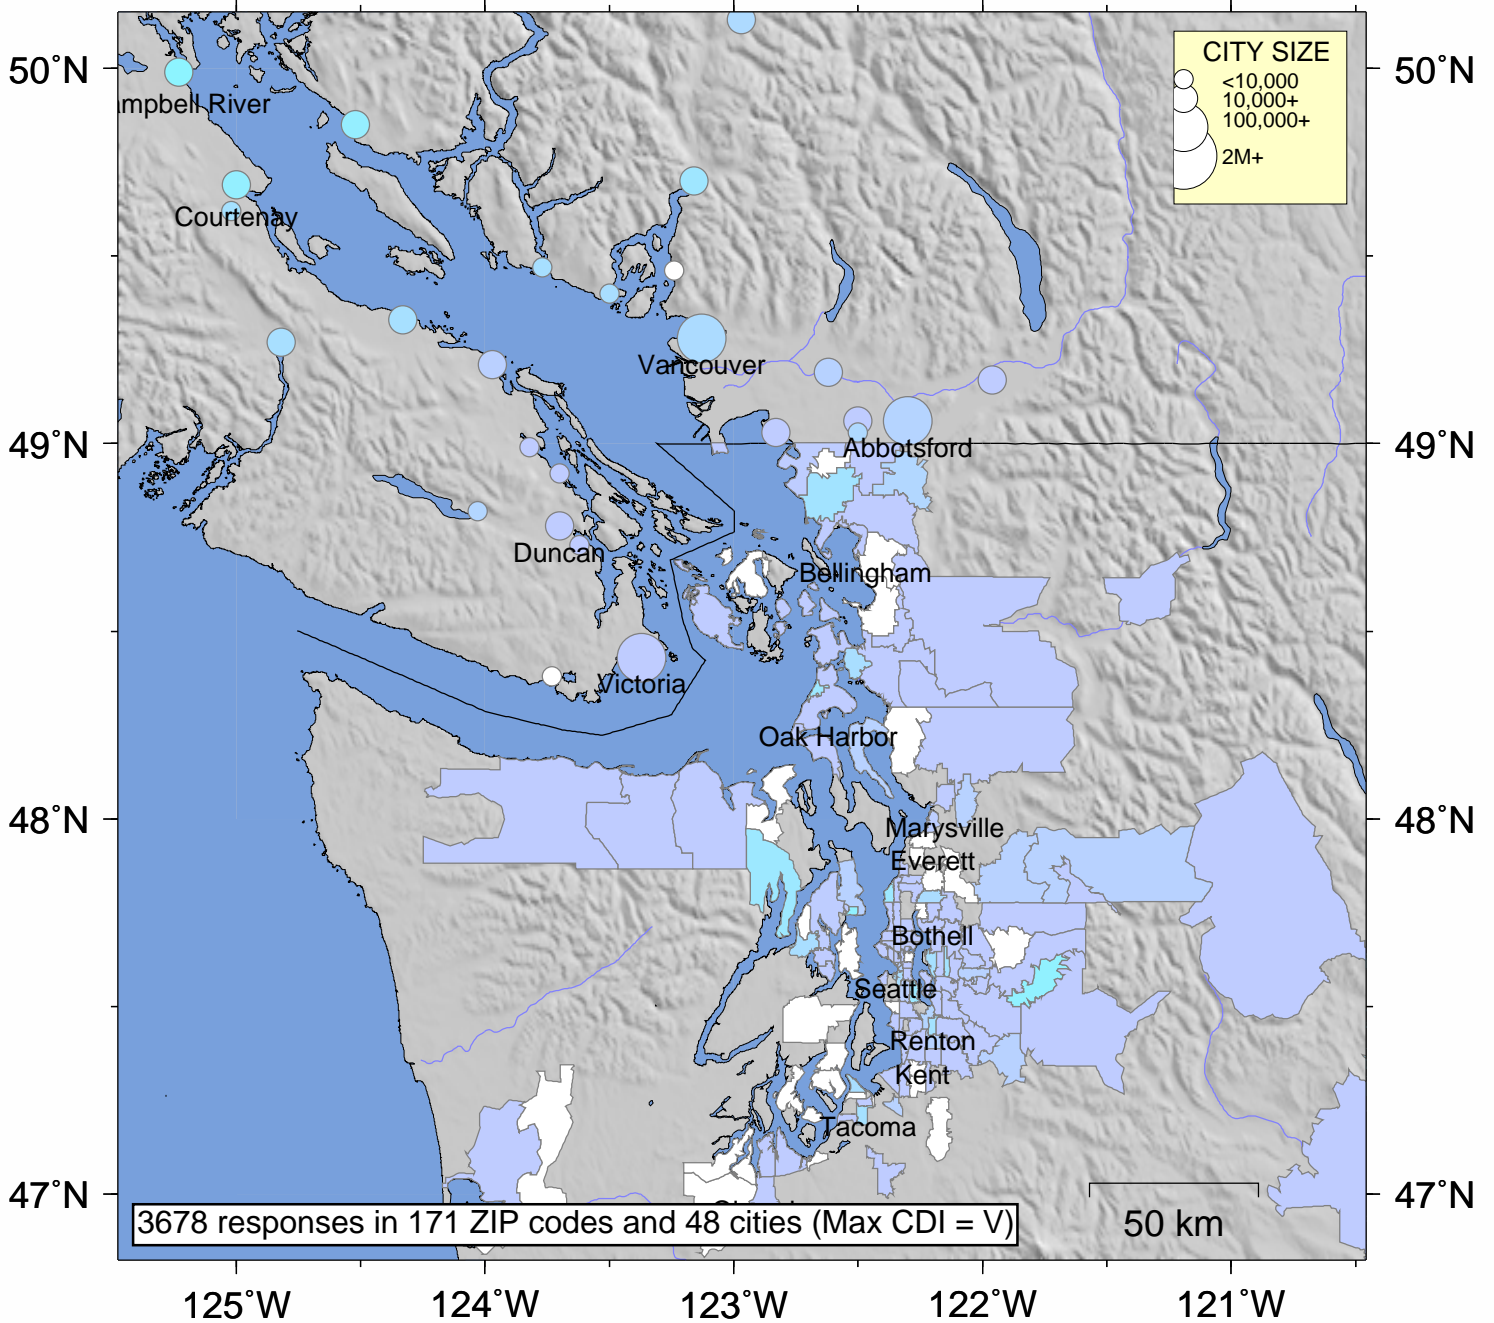 50°N
50°N
CITY SIZE
<10,000
10,000+
100,000+
2M+
ampbell River
Courtenay
Vancouver
49°N
Abbotsford
49°N
Duncan
Bellingham
Victoria
Oak Harbor
48°N
Marysville
48°N
Everett
Bothell
Seattle
Renton
Kent
Tacoma
47°N
47°N
3678 responses in 171 ZIP codes and 48 cities (Max CDI = V)
50 km
125°W
124°W
123°W
122°W
121°W